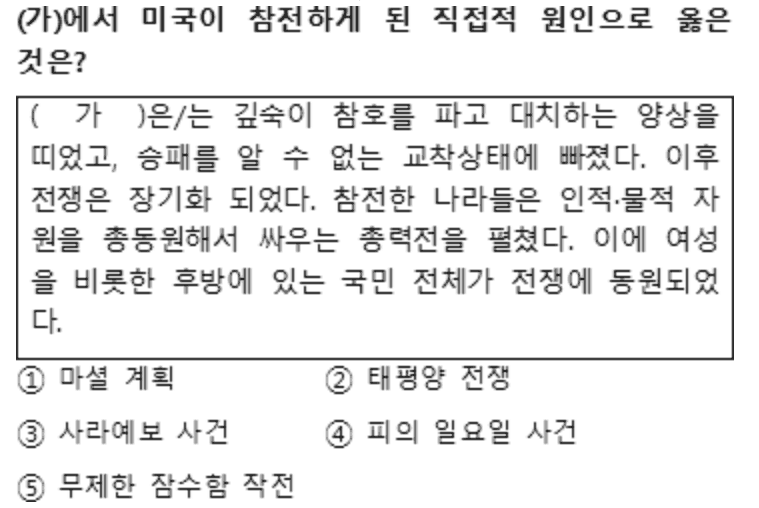 (가)에서 미국이 참전하게 된 직접적 원인으로 옳은
것은?
( 가 )은/는 깊숙이 참호를 파고 대치하는 양상을
띠었고, 승패를 알 수 없는 교착상태에 빠졌다. 이후
전쟁은 장기화 되었다. 참전한 나라들은 인적·물적 자
원을 총동원해서 싸우는 총력전을 펼쳤다. 이에 여성
을 비롯한 후방에 있는 국민 전체가 전쟁에 동원되었
다.
① 마셜 계획 ② 태평양 전쟁
③ 사라예보 사건 ④ 피의 일요일 사건
⑤ 무제한 잠수함 작전